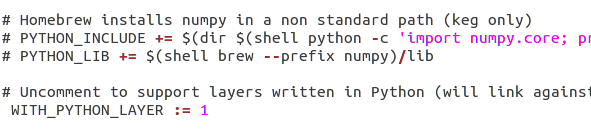 # Homebrew installs numpy in a non standard path (keg only)
# PYTHON_INCLUDE += $(dir $(shell python -c 'import numpy.core; pr
# PYTHON_LIB += $(shell brew --prefix numpy)/lib
# Uncomment to support layers written in Python (will link against
WITH_PYTHON_LAYER := 1